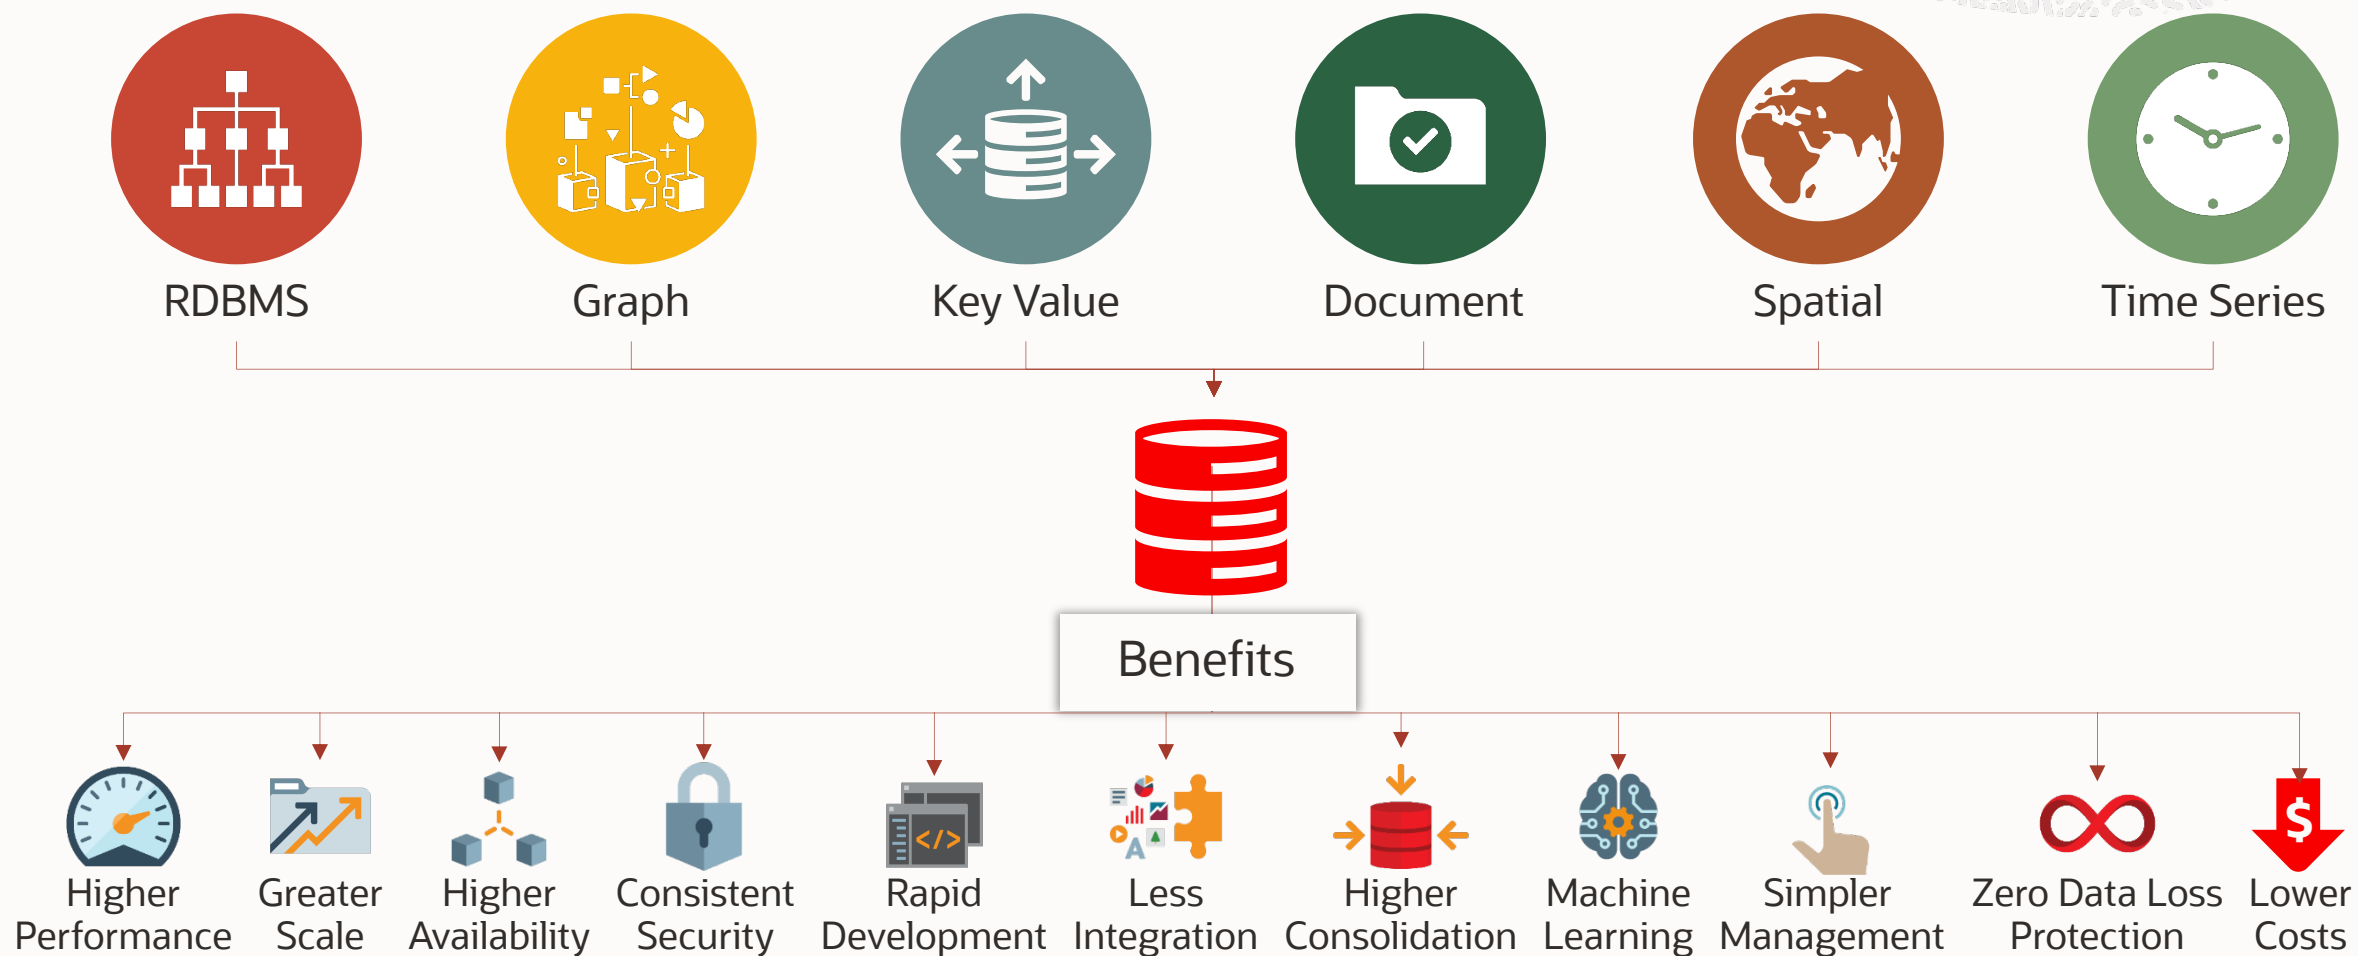 RDBMS
Graph
Key Value
Document
Spatial
Time Series
Benefits
Higher
Performance
Greater
Scale
Higher
Availability
Consistent
Security
Rapid
Development
</>
Less
Integration
A
Higher
Consolidation
Machine
Learning
Simpler
Management
Zero Data Loss
Protection
$
Lower
Costs